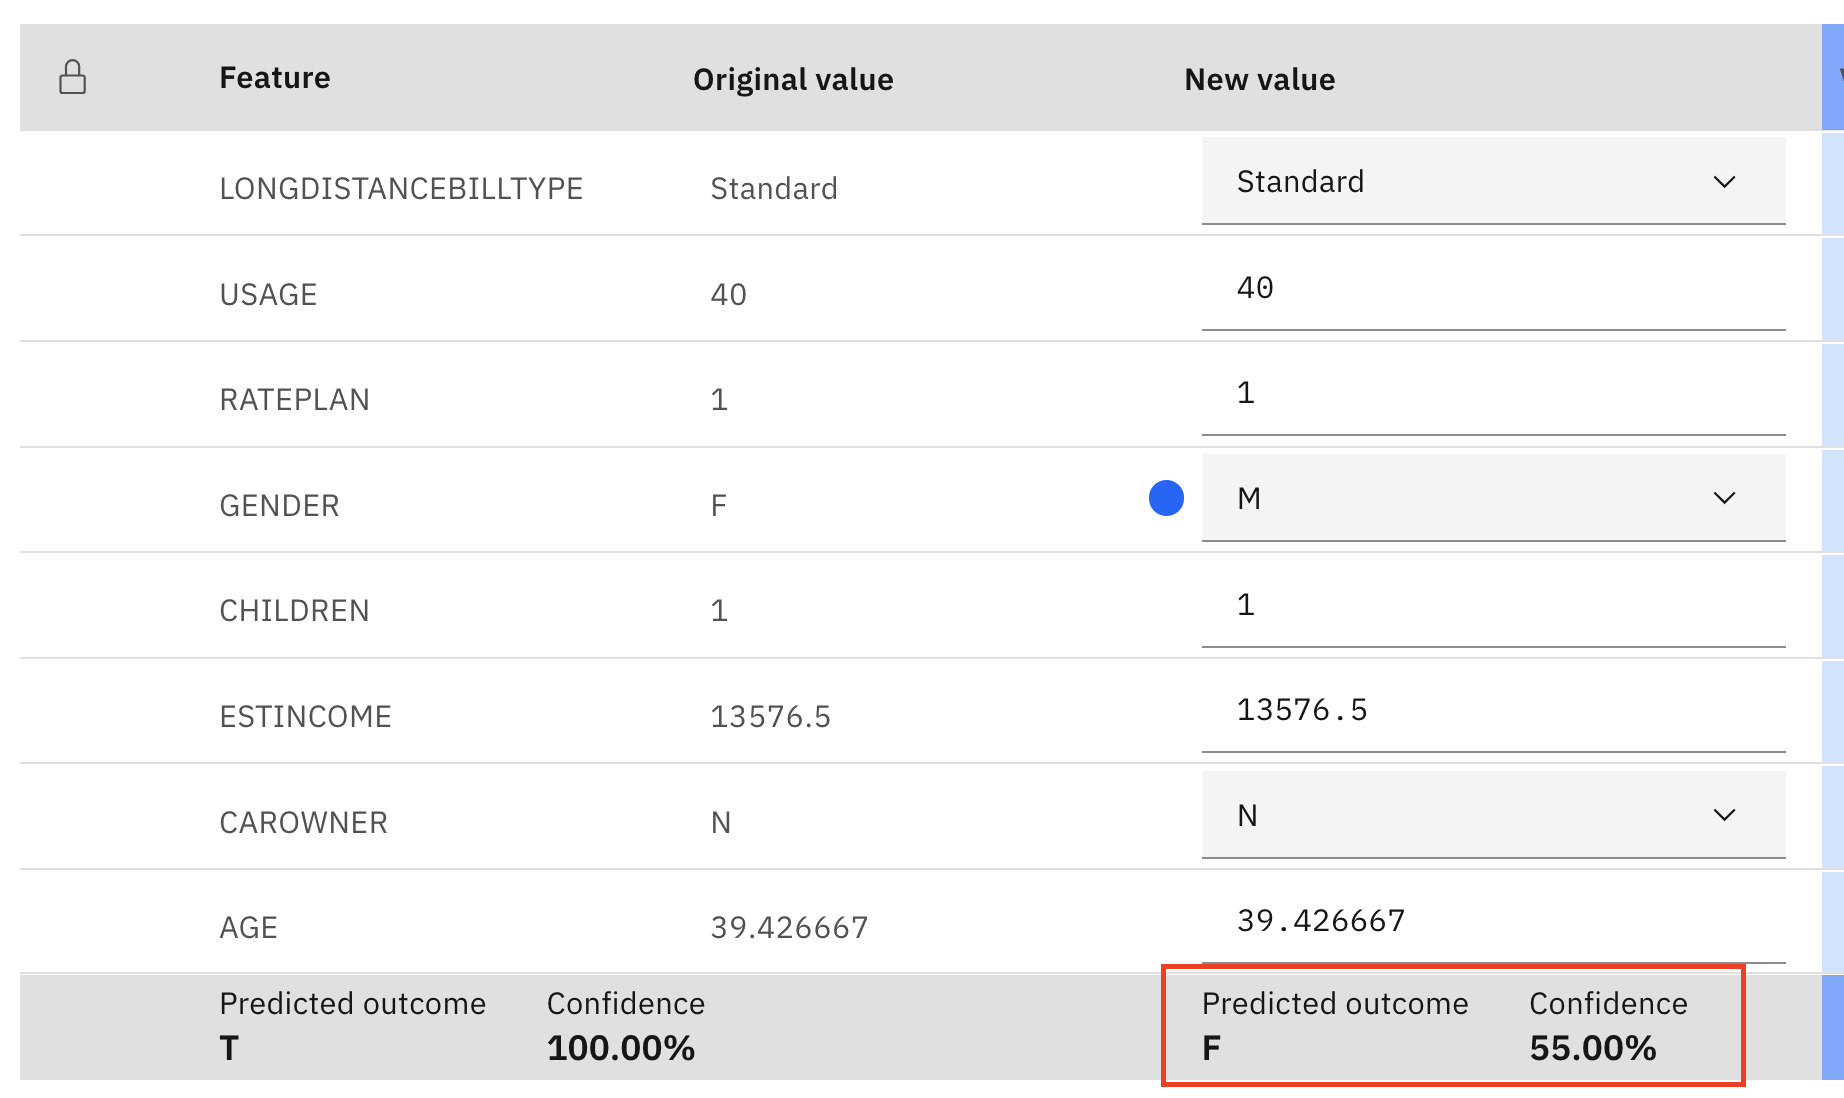 Feature Original value New value
LONGDISTANCEBILLTYPE Standard Standard
USAGE 40 40
RATEPLAN 1 1
GENDER F M
CHILDREN 1 1
ESTINCOME 13576.5 13576.5
CAROWNER N N
AGE 39.426667 39.426667
Predicted outcome Confidence Predicted outcome Confidence
T 100.00% F 55.00%